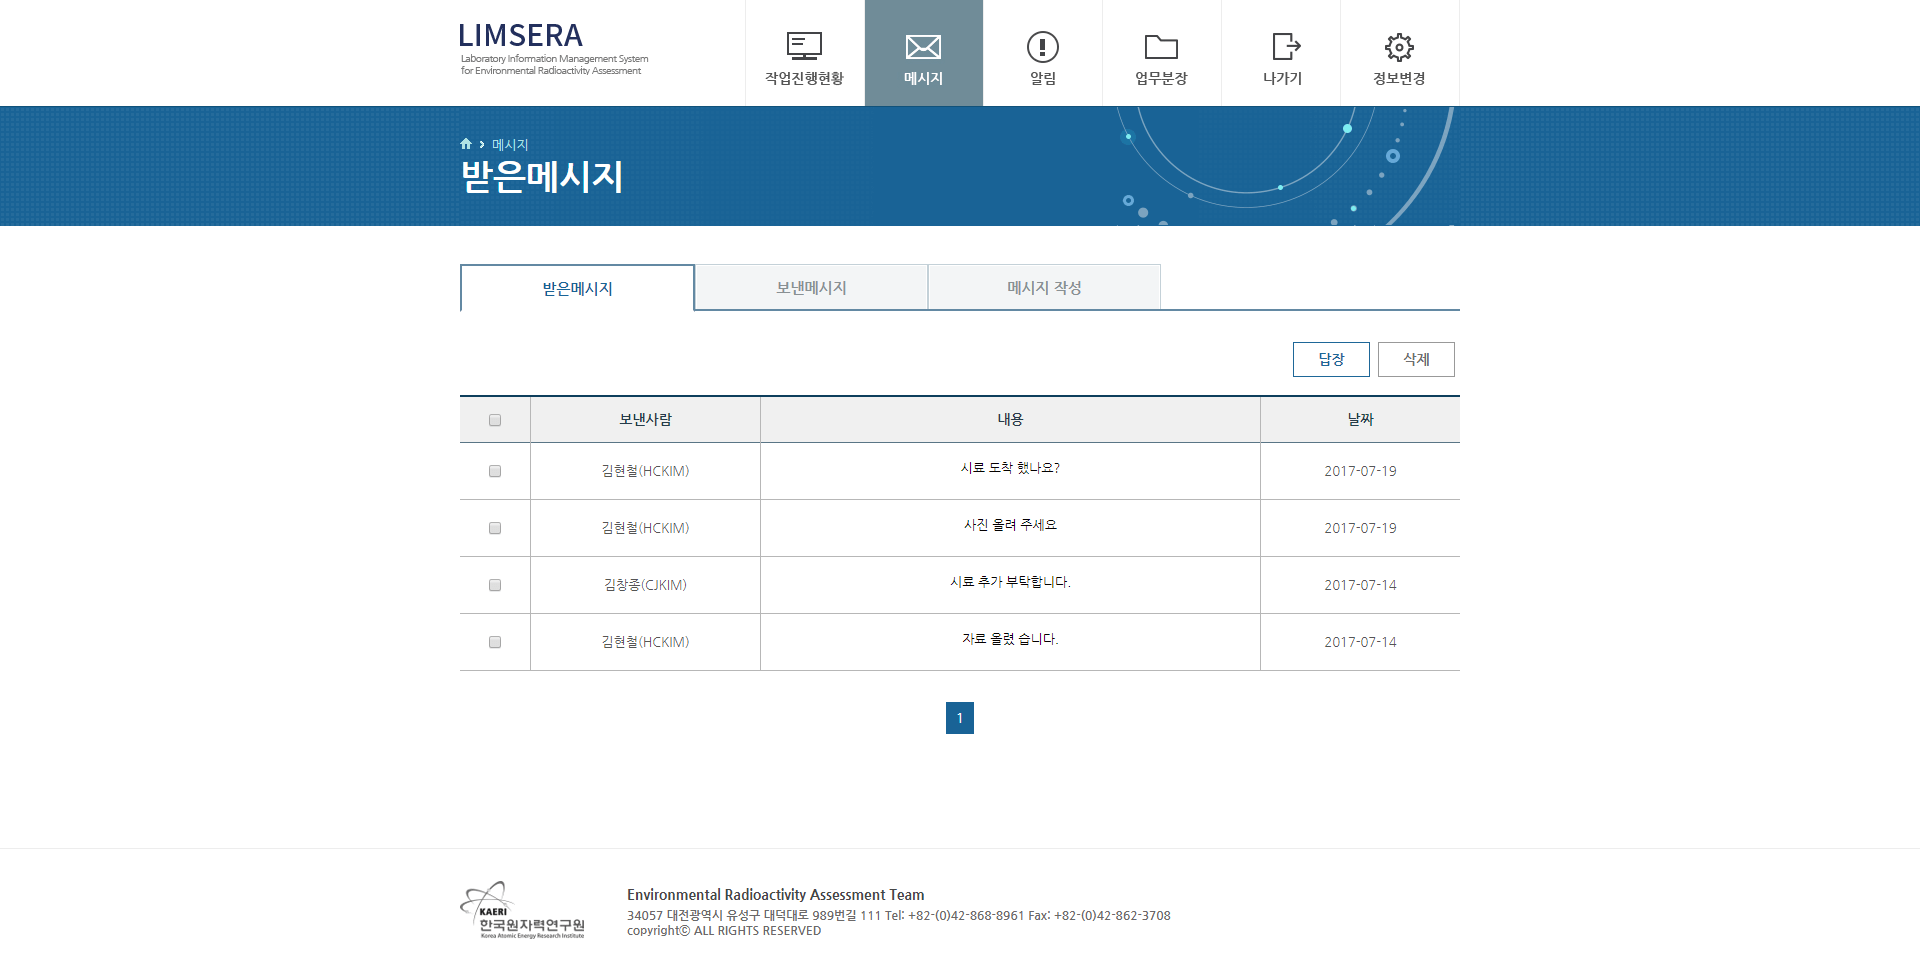 LIMSERA
Laboratory Information Management System
for Environmental Radioactivity Assessment
작업진행현황
메시지
알림
업무분장
나가기
정보변경
메시지
받은메시지
받은메시지
보낸메시지
메시지 작성
답장
삭제
보낸사람 내용 날짜
김현철(HCKIM) 시료 도착 했나요? 2017-07-19
김현철(HCKIM) 사진 올려 주세요 2017-07-19
김창종(CJKIM) 시료 추가 부탁합니다. 2017-07-14
김현철(HCKIM) 자료 올렸 습니다. 2017-07-14
1
KAERI
한국원자력연구원
Korea Atomic Energy Research Institute
Environmental Radioactivity Assessment Team
34057 대전광역시 유성구 대덕대로 989번길 111 Tel: +82-(0)42-868-8961 Fax: +82-(0)42-862-3708
copyrightⓒ ALL RIGHTS RESERVED